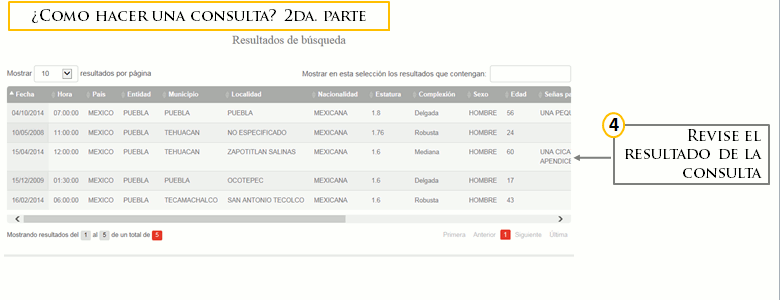 ¿COMO HACER UNA CONSULTA? 2DA. PARTE
Resultados de búsqueda
Mostrar 10 resultados por página Mostrar en esta selección los resultados que contengan:
Fecha Hora País Entidad Municipio Localidad Nacionalidad Estatura Complexión Sexo Edad Señas pa
04/10/2014 07:00:00 MEXICO PUEBLA PUEBLA PUEBLA MEXICANA 1.8 Delgada HOMBRE 56 UNA PEQU
10/05/2008 11:00:00 MEXICO PUEBLA TEHUACAN NO ESPECIFICADO MEXICANA 1.76 Robusta HOMBRE 24
15/04/2014 12:00:00 MEXICO PUEBLA TEHUACAN ZAPOTITLAN SALINAS MEXICANA 1.6 Mediana HOMBRE 60 UNA CICA
APENDICE
15/12/2009 01:30:00 MEXICO PUEBLA PUEBLA OCOTEPEC MEXICANA 1.6 Delgada HOMBRE 17
16/02/2014 06:00:00 MEXICO PUEBLA TECAMACHALCO SAN ANTONIO TECOLCO MEXICANA 1.6 Robusta HOMBRE 43
Mostrando resultados del 1 al 5 de un total de 5 Primera Anterior 1 Siguiente Última
4
REVISE EL
RESULTADO DE LA
CONSULTA